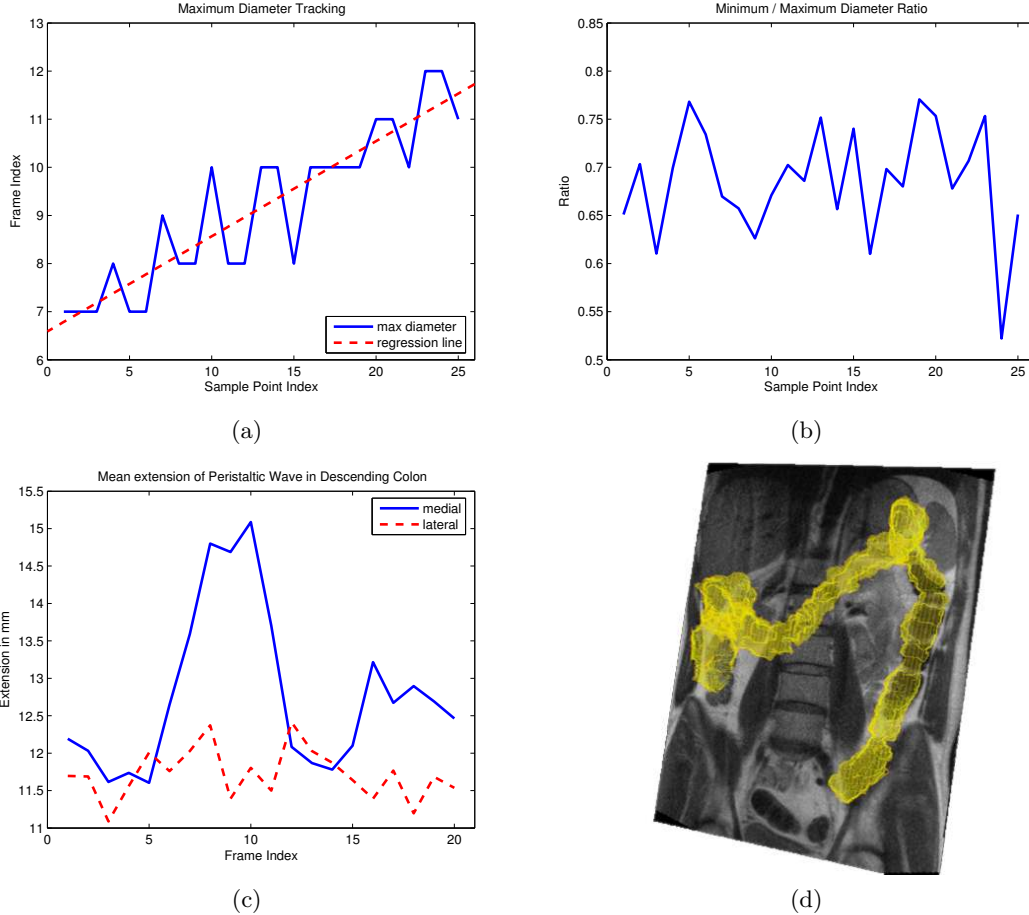 Maximum Diameter Tracking
13
12
11
10
9
8
7
6
0 5 10 15 20 25
Frame Index
Sample Point Index
max diameter
regression line
(a)
Minimum / Maximum Diameter Ratio
0.85
0.8
0.75
0.7
0.65
0.6
0.55
0.5
0 5 10 15 20 25
Ratio
Sample Point Index
(b)
Mean extension of Peristaltic Wave in Descending Colon
15.5
15
14.5
14
13.5
13
12.5
12
11.5
11
0 5 10 15 20
Extension in mm
Frame Index
medial
lateral
(c)
(d)